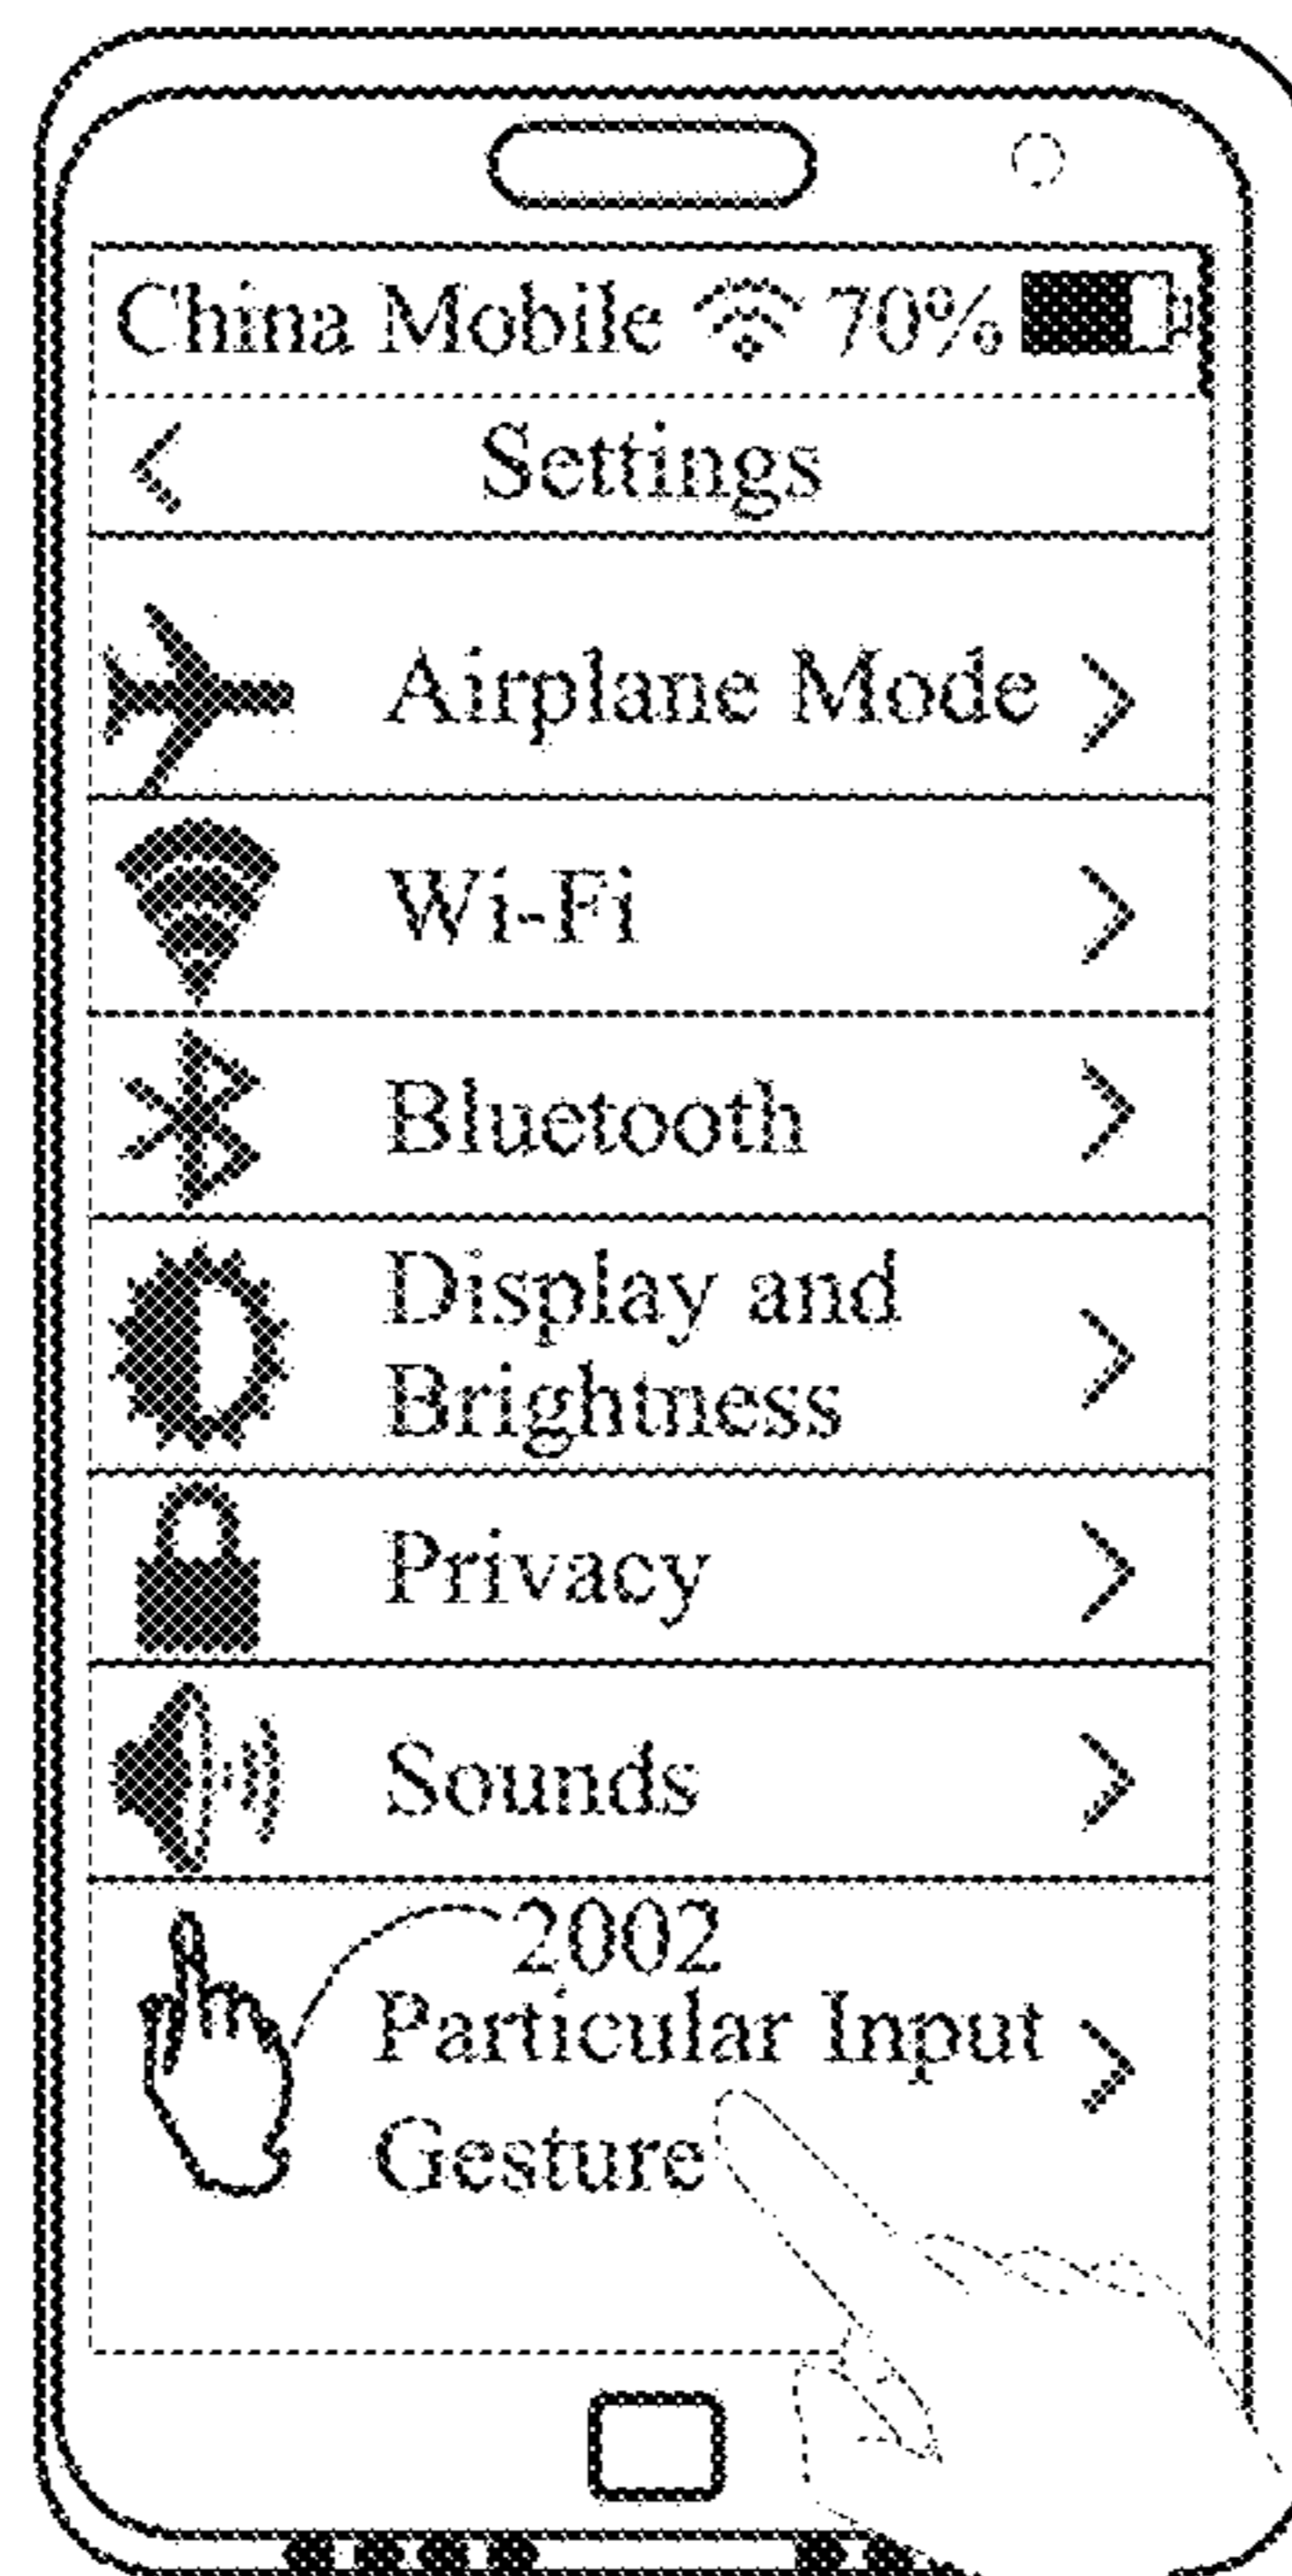 China Mobile 70%
Settings
Airplane Mode
Wi-Fi
Bluetooth
Display and
Brightness
Privacy
Sounds
2002
Particular Input
Gesture